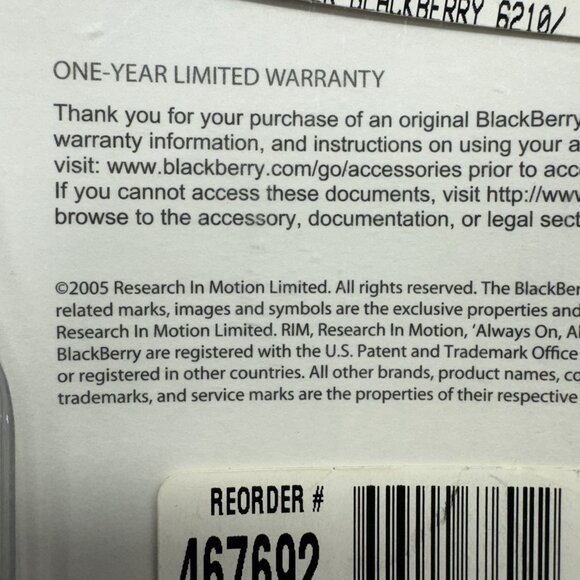 BLACKBERRY 6210/
ONE-YEAR LIMITED WARRANTY
Thank you for your purchase of an original BlackBerry
warranty information, and instructions on using your a
visit: www.blackberry.com/go/accessories prior to acc
If you cannot access these documents, visit http://www
browse to the accessory, documentation, or legal sect
©2005 Research In Motion Limited. All rights reserved. The BlackBer
related marks, images and symbols are the exclusive properties and
Research In Motion Limited. RIM, Research In Motion, 'Always On, Al
BlackBerry are registered with the U.S. Patent and Trademark Office
or registered in other countries. All other brands, product names, co
trademarks, and service marks are the properties of their respective
REORDER #
467692